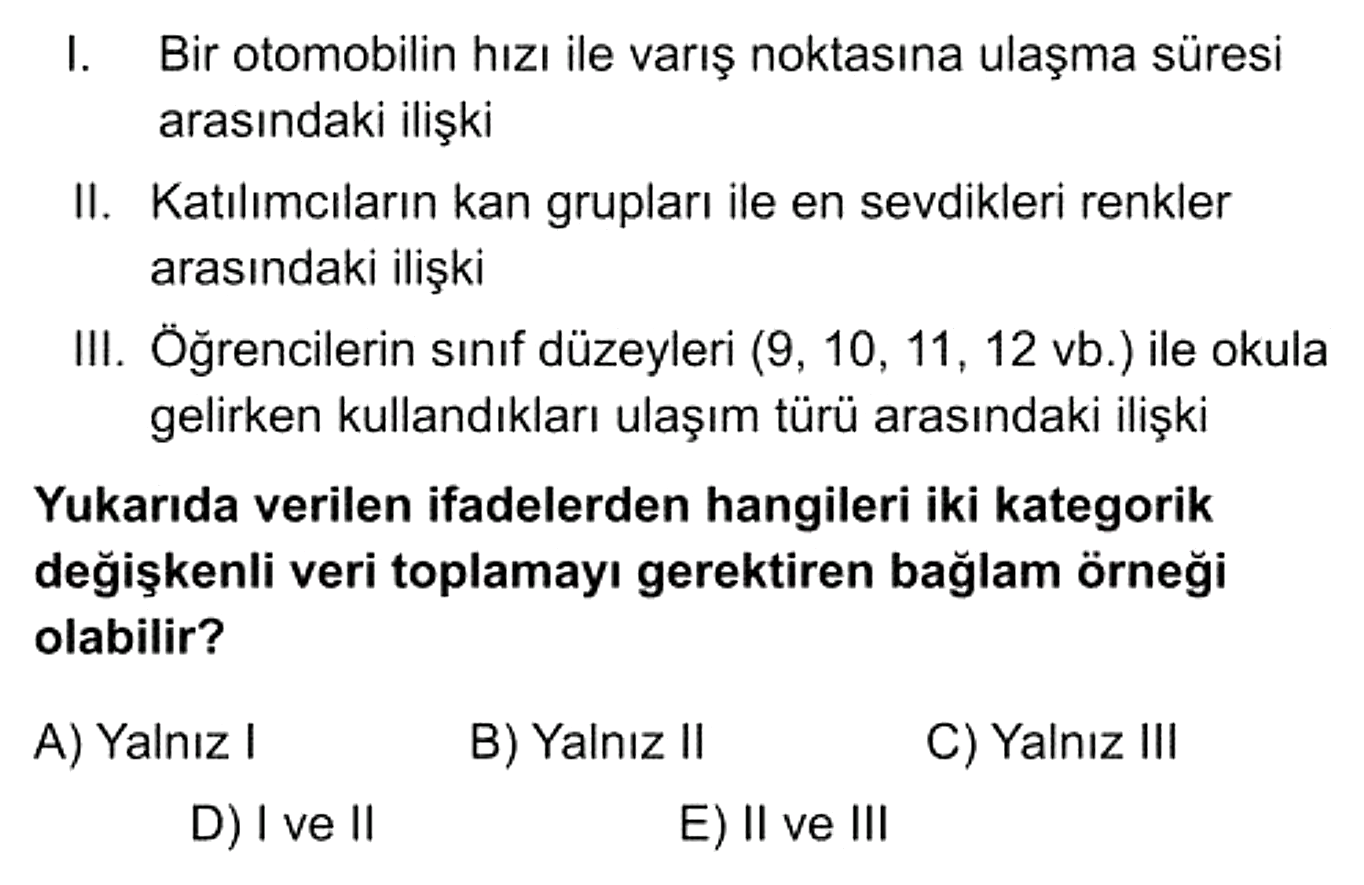 I. Bir otomobilin hızı ile varış noktasına ulaşma süresi
arasındaki ilişki
II. Katılımcıların kan grupları ile en sevdikleri renkler
arasındaki ilişki
III. Öğrencilerin sınıf düzeyleri (9, 10, 11, 12 vb.) ile okula
gelirken kullandıkları ulaşım türü arasındaki ilişki
Yukarıda verilen ifadelerden hangileri iki kategorik
değişkenli veri toplamayı gerektiren bağlam örneği
olabilir?
A) Yalnız I B) Yalnız II C) Yalnız III
D) I ve II E) II ve III